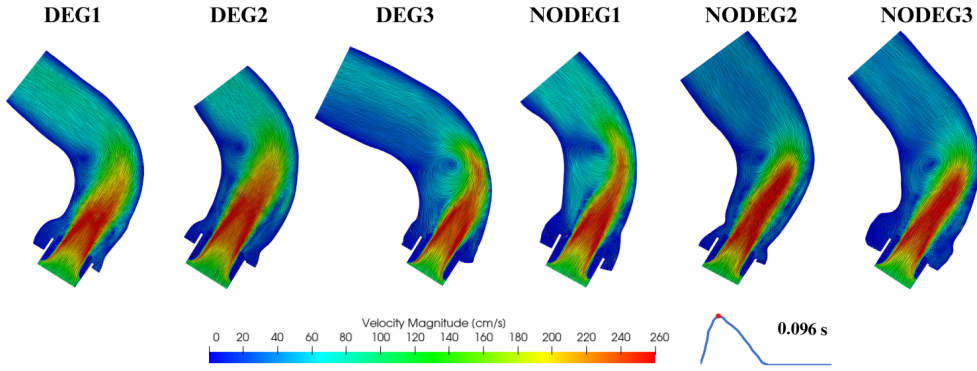 DEG1 DEG2 DEG3 NODEG1 NODEG2 NODEG3
Velocity Magnitude [cm/s]
0 20 40 60 80 100 120 140 160 180 200 220 240 260
0.096 s